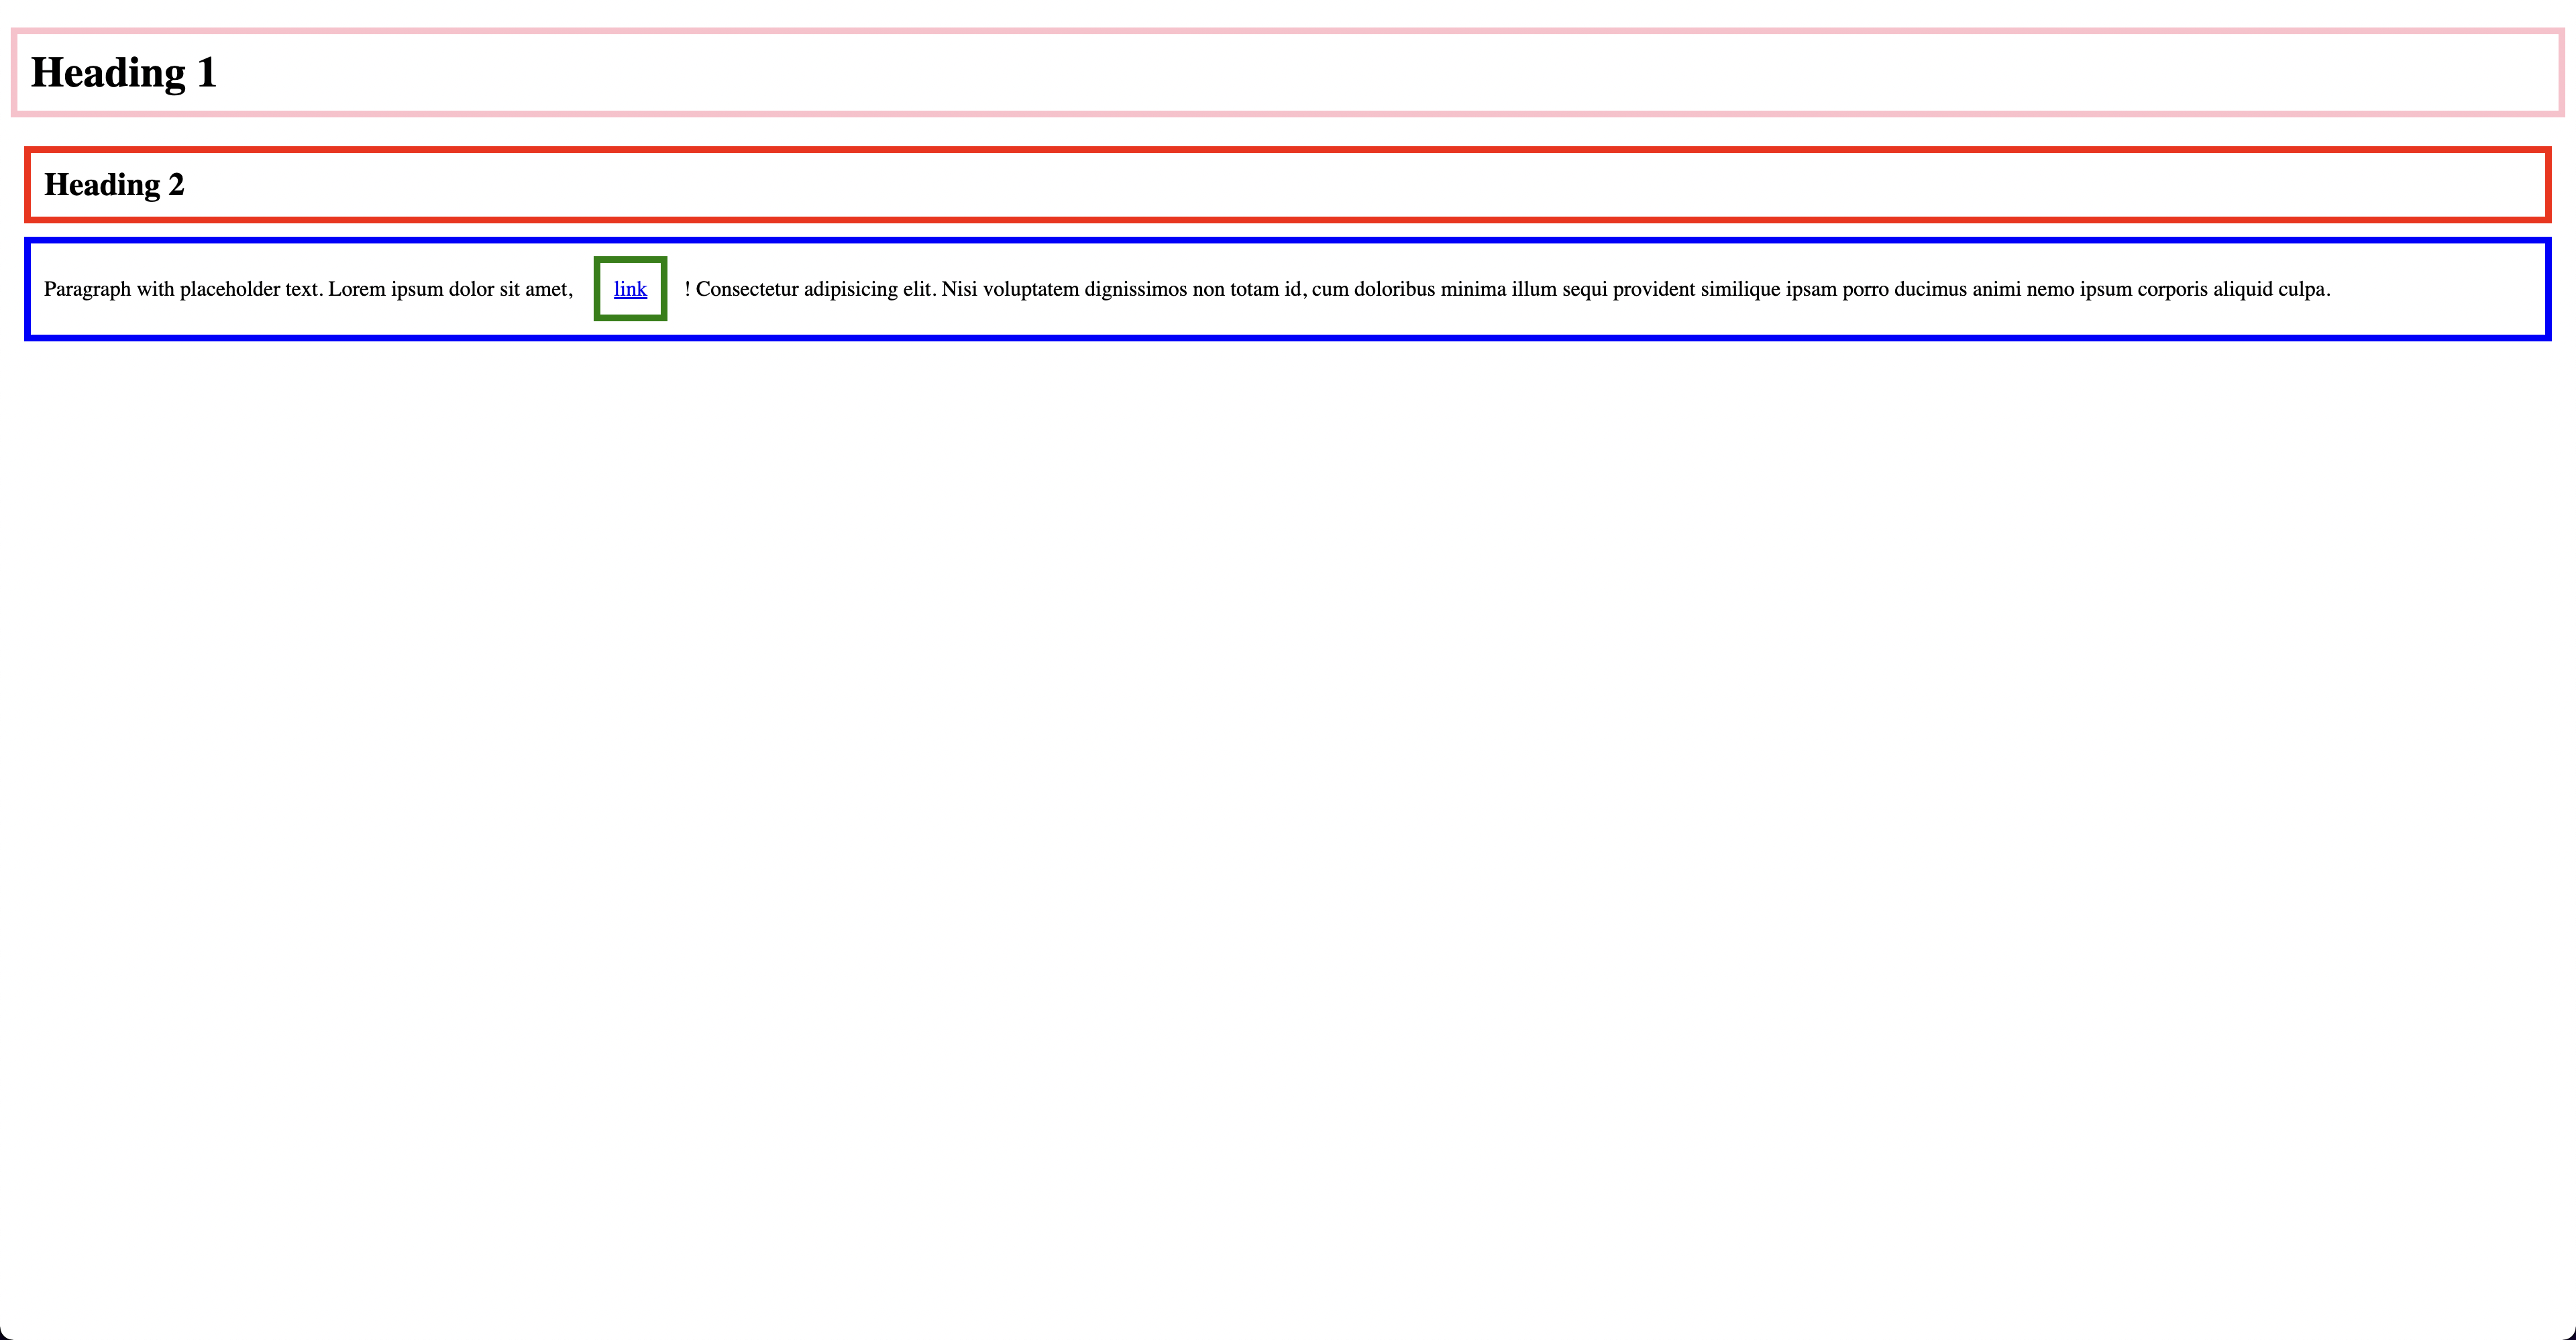 Heading 1
Heading 2
Paragraph with placeholder text. Lorem ipsum dolor sit amet, link ! Consectetur adipisicing elit. Nisi voluptatem dignissimos non totam id, cum doloribus minima illum sequi provident similique ipsam porro ducimus animi nemo ipsum corporis aliquid culpa.